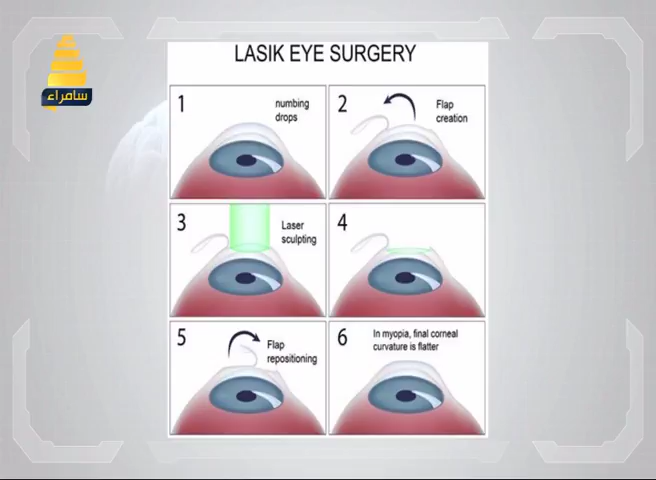 سامراء
LASIK EYE SURGERY
1
numbing
drops
2
Flap
creation
3
Laser
sculpting
4
5
Flap
repositioning
6
In myopia, final corneal
curvature is flatter